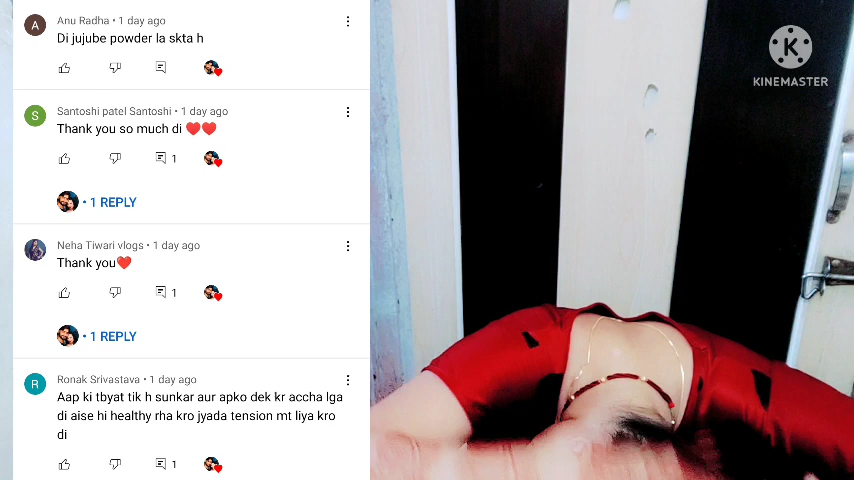 Anu Radha • 1 day ago
Di jujube powder la skta h
Santoshi patel Santoshi • 1 day ago
Thank you so much di ❤️❤️
1
• 1 REPLY
Neha Tiwari vlogs • 1 day ago
Thank you❤️
1
• 1 REPLY
Ronak Srivastava • 1 day ago
Aap ki tbyat tik h sunkar aur apko dek kr accha lga
di aise hi healthy rha kro jyada tension mt liya kro
di
1
A
S
R
K
KINEMASTER